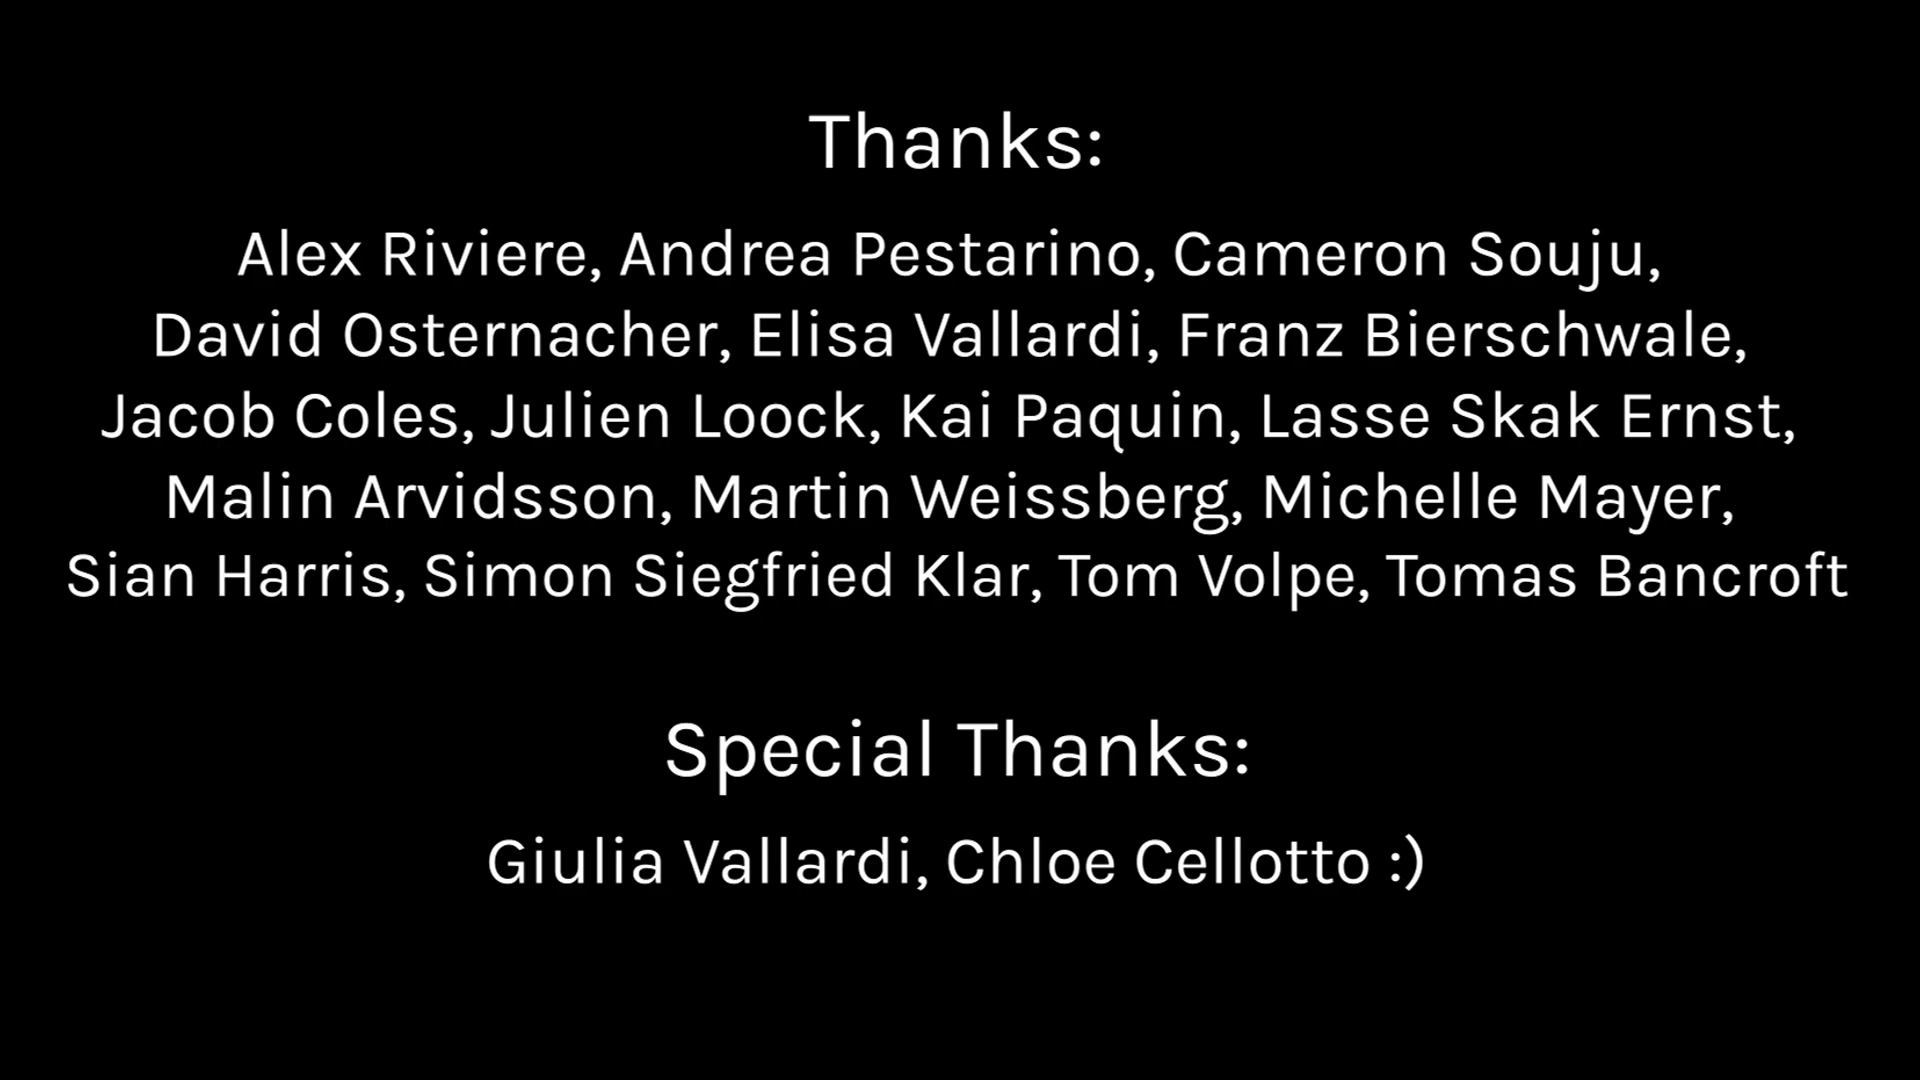 Thanks:
Alex Riviere, Andrea Pestarino, Cameron Souju,
David Osternacher, Elisa Vallardi, Franz Bierschwale,
Jacob Coles, Julien Loock, Kai Paquin, Lasse Skak Ernst,
Malin Arvidsson, Martin Weissberg, Michelle Mayer,
Sian Harris, Simon Siegfried Klar, Tom Volpe, Tomas Bancroft
Special Thanks:
Giulia Vallardi, Chloe Cellotto :)